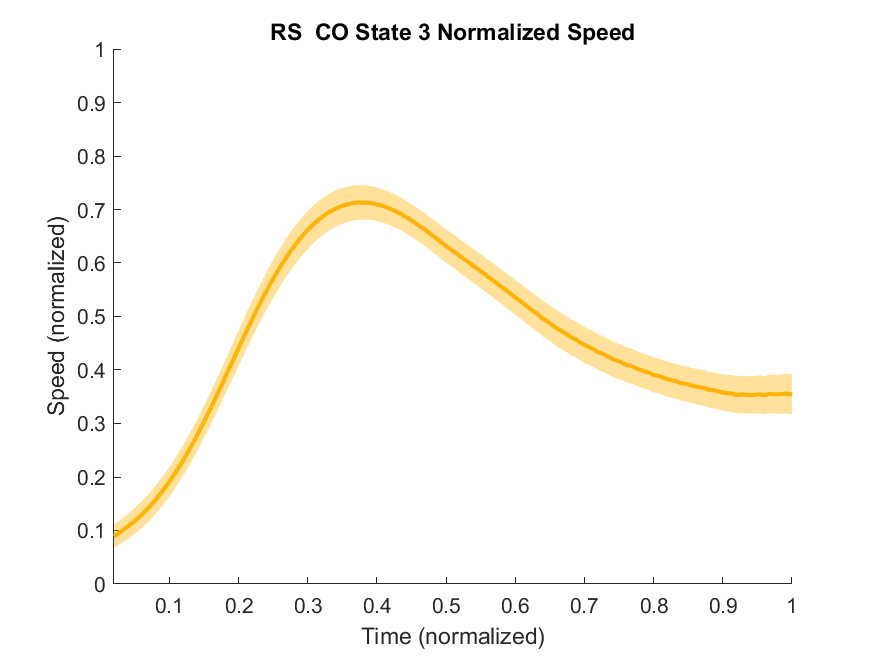 RS  CO State 3 Normalized Speed
1
0.9
0.8
0.7
0.6
0.5
0.4
0.3
0.2
0.1
0
Speed (normalized)
0.1 0.2 0.3 0.4 0.5 0.6 0.7 0.8 0.9 1
Time (normalized)